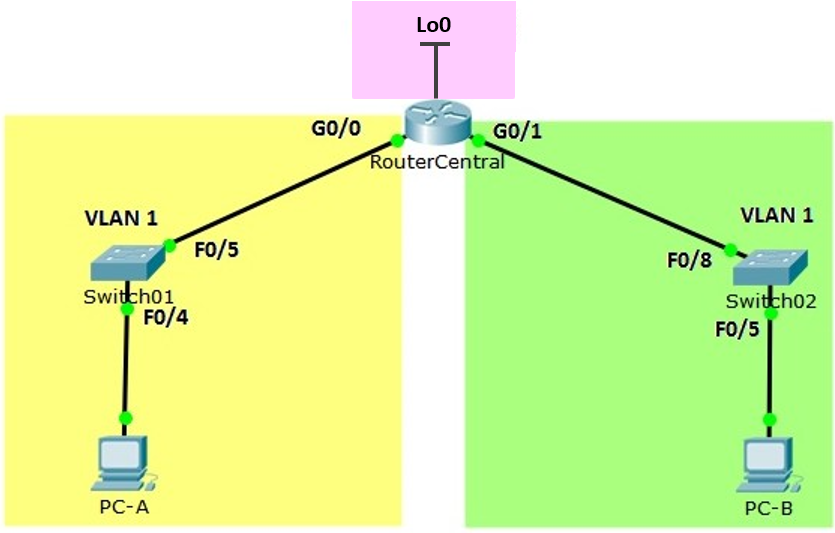 Lo0
G0/0
G0/1
RouterCentral
VLAN 1
F0/5
Switch01
F0/4
PC-A
VLAN 1
F0/8
Switch02
F0/5
PC-B